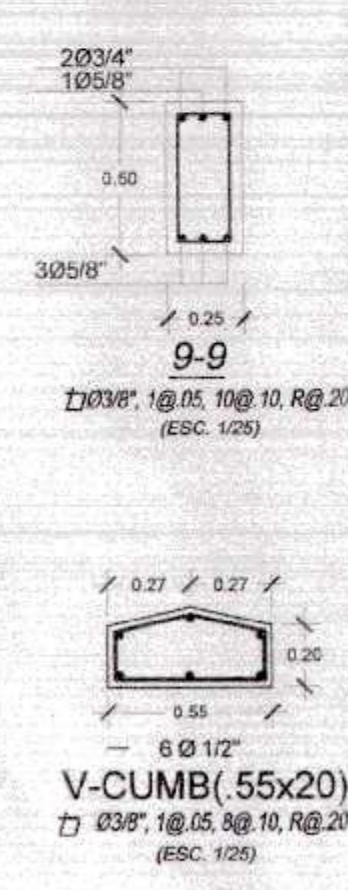 2Ø3/4"
1Ø5/8"
0.50
3Ø5/8"
0.25
9-9
Ø3/8", 1@.05, 10@.10, R@.20
(ESC. 1/25)
0.27 0.27
0.20
0.55
6 Ø 1/2"
V-CUMB(.55x20)
Ø3/8", 1@.05, 8@.10, R@.20
(ESC. 1/25)